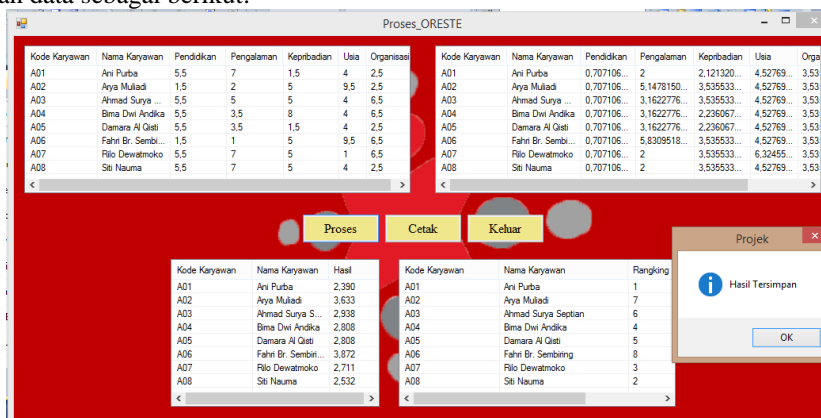 an data sebagai berikut:
Proses_ORESTE
Kode Karyawan Nama Karyawan Pendidikan Pengalaman Kepribadian Usia Organisasi
A01 Ani Purba 5,5 7 1,5 4 2,5
A02 Arya Muliadi 1,5 2 5 9,5 2,5
A03 Ahmad Surya ... 5,5 5 5 4 6,5
A04 Bima Dwi Andika 5,5 3,5 8 4 6,5
A05 Damara Al Qisti 5,5 3,5 1,5 4 2,5
A06 Fahri Br. Sembi... 1,5 1 5 9,5 6,5
A07 Rilo Dewatmoko 5,5 7 5 1 6,5
A08 Siti Nauma 5,5 7 5 4 2,5
Kode Karyawan Nama Karyawan Pendidikan Pengalaman Kepribadian Usia Orga
A01 Ani Purba 0,707106... 2 2,121320... 4,52769... 3,53
A02 Arya Muliadi 0,707106... 5,1478150... 3,535533... 4,52769... 3,53
A03 Ahmad Surya ... 0,707106... 3,1622776... 3,535533... 4,52769... 3,53
A04 Bima Dwi Andika 0,707106... 3,1622776... 2,236067... 4,52769... 3,53
A05 Damara Al Qisti 0,707106... 3,1622776... 2,236067... 4,52769... 3,53
A06 Fahri Br. Sembi... 0,707106... 5,8309518... 3,535533... 4,52769... 3,53
A07 Rilo Dewatmoko 0,707106... 2 3,535533... 6,32455... 3,53
A08 Siti Nauma 0,707106... 2 3,535533... 4,52769... 3,53
Proses Cetak Keluar
Kode Karyawan Nama Karyawan Hasil
A01 Ani Purba 2,390
A02 Arya Muliadi 3,633
A03 Ahmad Surya S... 2,938
A04 Bima Dwi Andika 2,808
A05 Damara Al Qisti 2,808
A06 Fahri Br. Sembiri... 3,872
A07 Rilo Dewatmoko 2,711
A08 Siti Nauma 2,532
Kode Karyawan Nama Karyawan Rangking
A01 Ani Purba 1
A02 Arya Muliadi 7
A03 Ahmad Surya Septian 6
A04 Bima Dwi Andika 4
A05 Damara Al Qisti 5
A06 Fahri Br. Sembiring 8
A07 Rilo Dewatmoko 3
A08 Siti Nauma 2
Projek
Hasil Tersimpan
OK